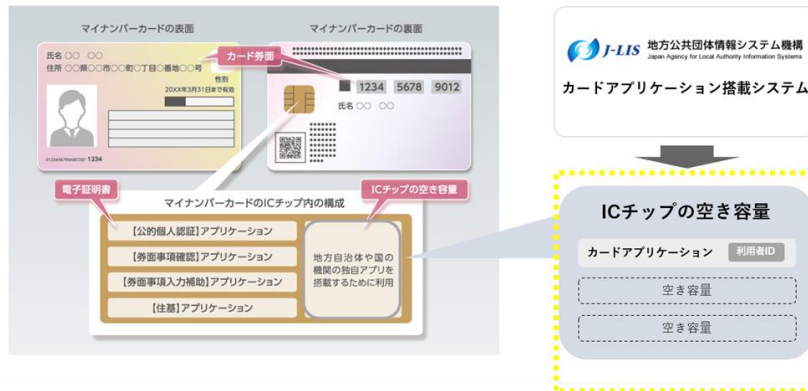 マイナンバーカードの表面
マイナンバーカードの裏面
氏名 ○○ ○○
住所 ○○県○○市○○町○丁目○番地○○号
性別
20XX年3月31日まで有効
カード券面
1234 5678 9012
氏名 ○○ ○○
0123456789ABCDEF 1234
電子証明書
マイナンバーカードのICチップ内の構成
ICチップの空き容量
【公的個人認証】アプリケーション
【券面事項確認】アプリケーション
【券面事項入力補助】アプリケーション
【住基】アプリケーション
地方自治体や国の
機関の独自アプリを
搭載するために利用
J-LIS 地方公共団体情報システム機構
Japan Agency for Local Authority Information Systems
カードアプリケーション搭載システム
ICチップの空き容量
カードアプリケーション 利用者ID
空き容量
空き容量